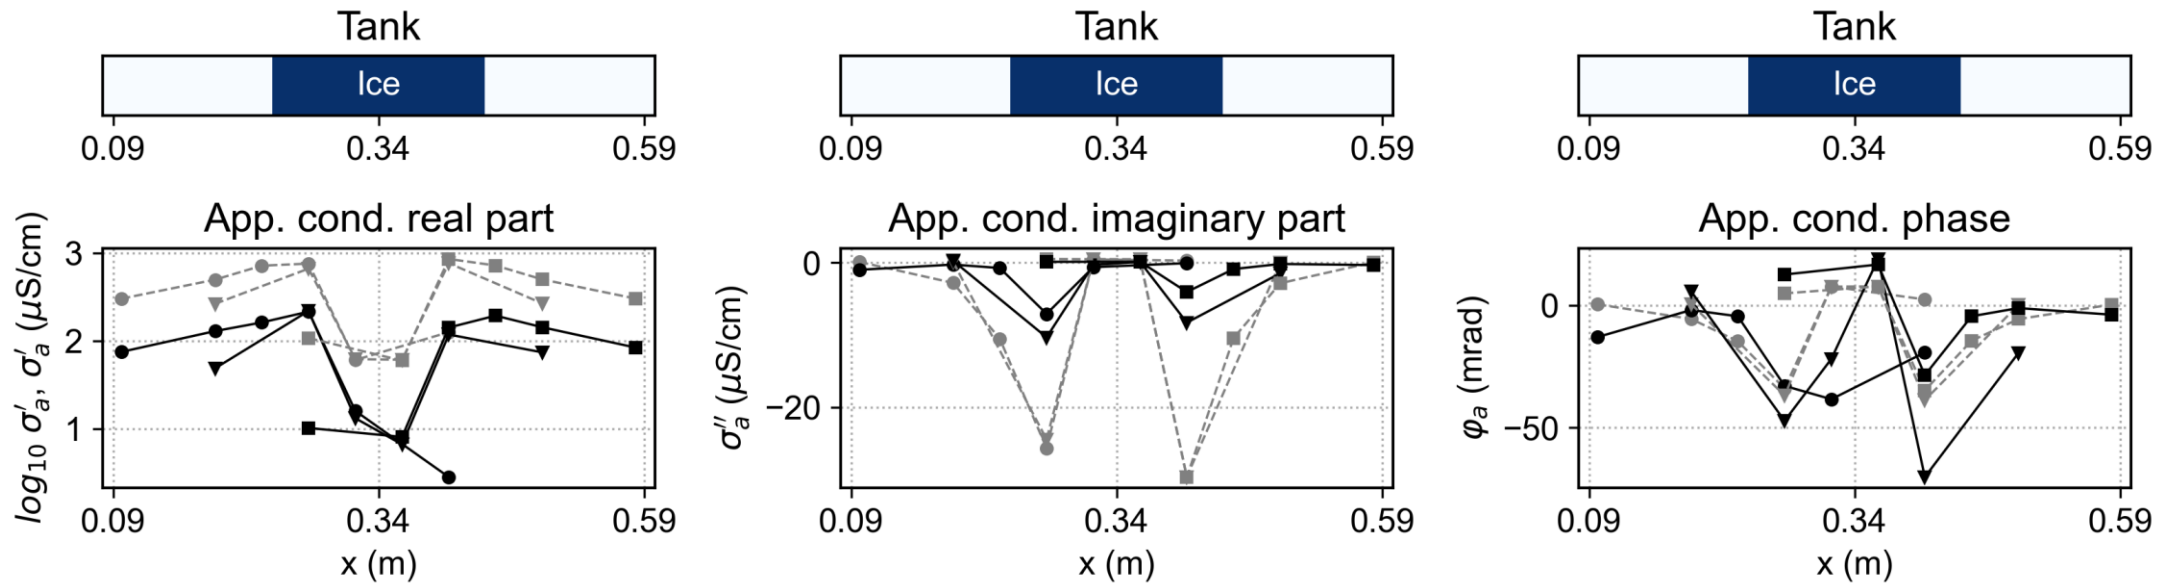 Tank
Ice
0.09 0.34 0.59
App. cond. real part
log₁₀ σ′ₐ, σ′ₐ (μS/cm)
3
2
1
0.09 0.34 0.59
x (m)
Tank
Ice
0.09 0.34 0.59
App. cond. imaginary part
σ″ₐ (μS/cm)
0
−20
0.09 0.34 0.59
x (m)
Tank
Ice
0.09 0.34 0.59
App. cond. phase
φₐ (mrad)
0
−50
0.09 0.34 0.59
x (m)